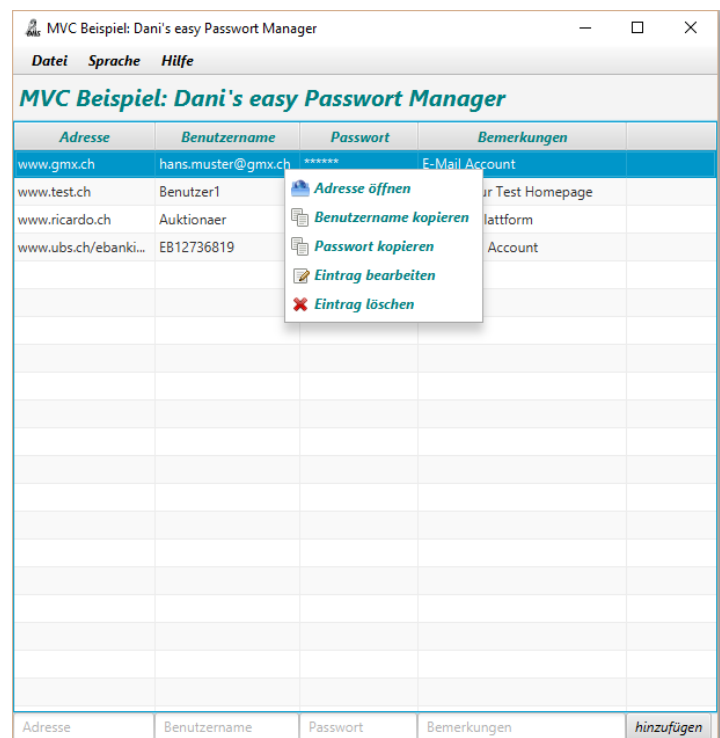 MVC Beispiel: Dani's easy Passwort Manager
Datei Sprache Hilfe
MVC Beispiel: Dani's easy Passwort Manager
Adresse Benutzername Passwort Bemerkungen
www.gmx.ch hans.muster@gmx.ch ****** E-Mail Account
www.test.ch Benutzer1 Test Homepage
www.ricardo.ch Auktionaer lattform
www.ubs.ch/ebanki... EB12736819 Account
Adresse öffnen
Benutzername kopieren
Passwort kopieren
Eintrag bearbeiten
Eintrag löschen
Adresse Benutzername Passwort Bemerkungen hinzufügen